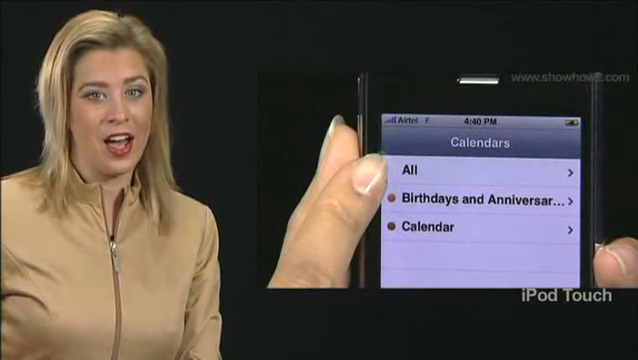 www.showhow2.com
Airtel E 4:40 PM
Calendars
All
Birthdays and Anniversar...
Calendar
iPod Touch